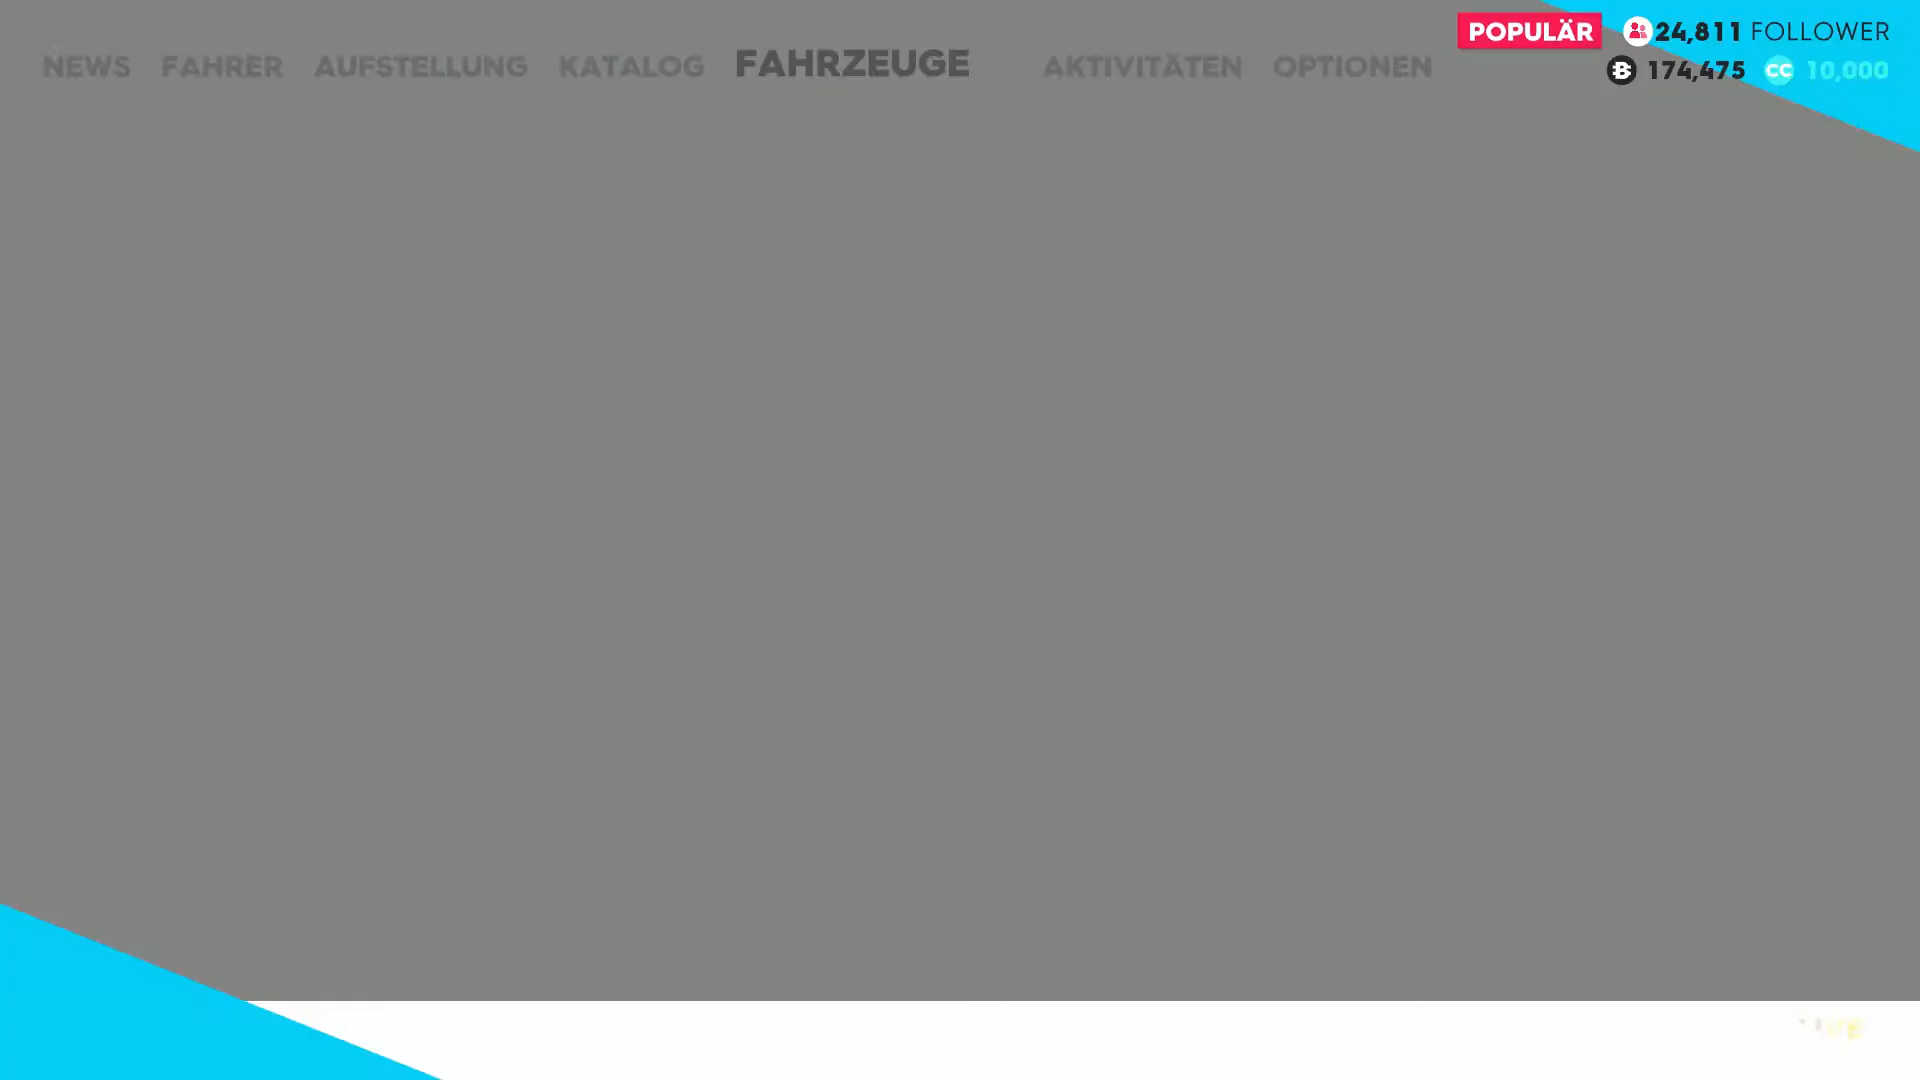 POPULÄR 24,811 FOLLOWER
NEWS FAHRER AUFSTELLUNG KATALOG FAHRZEUGE AKTIVITÄTEN OPTIONEN
174,475 CC 10,000